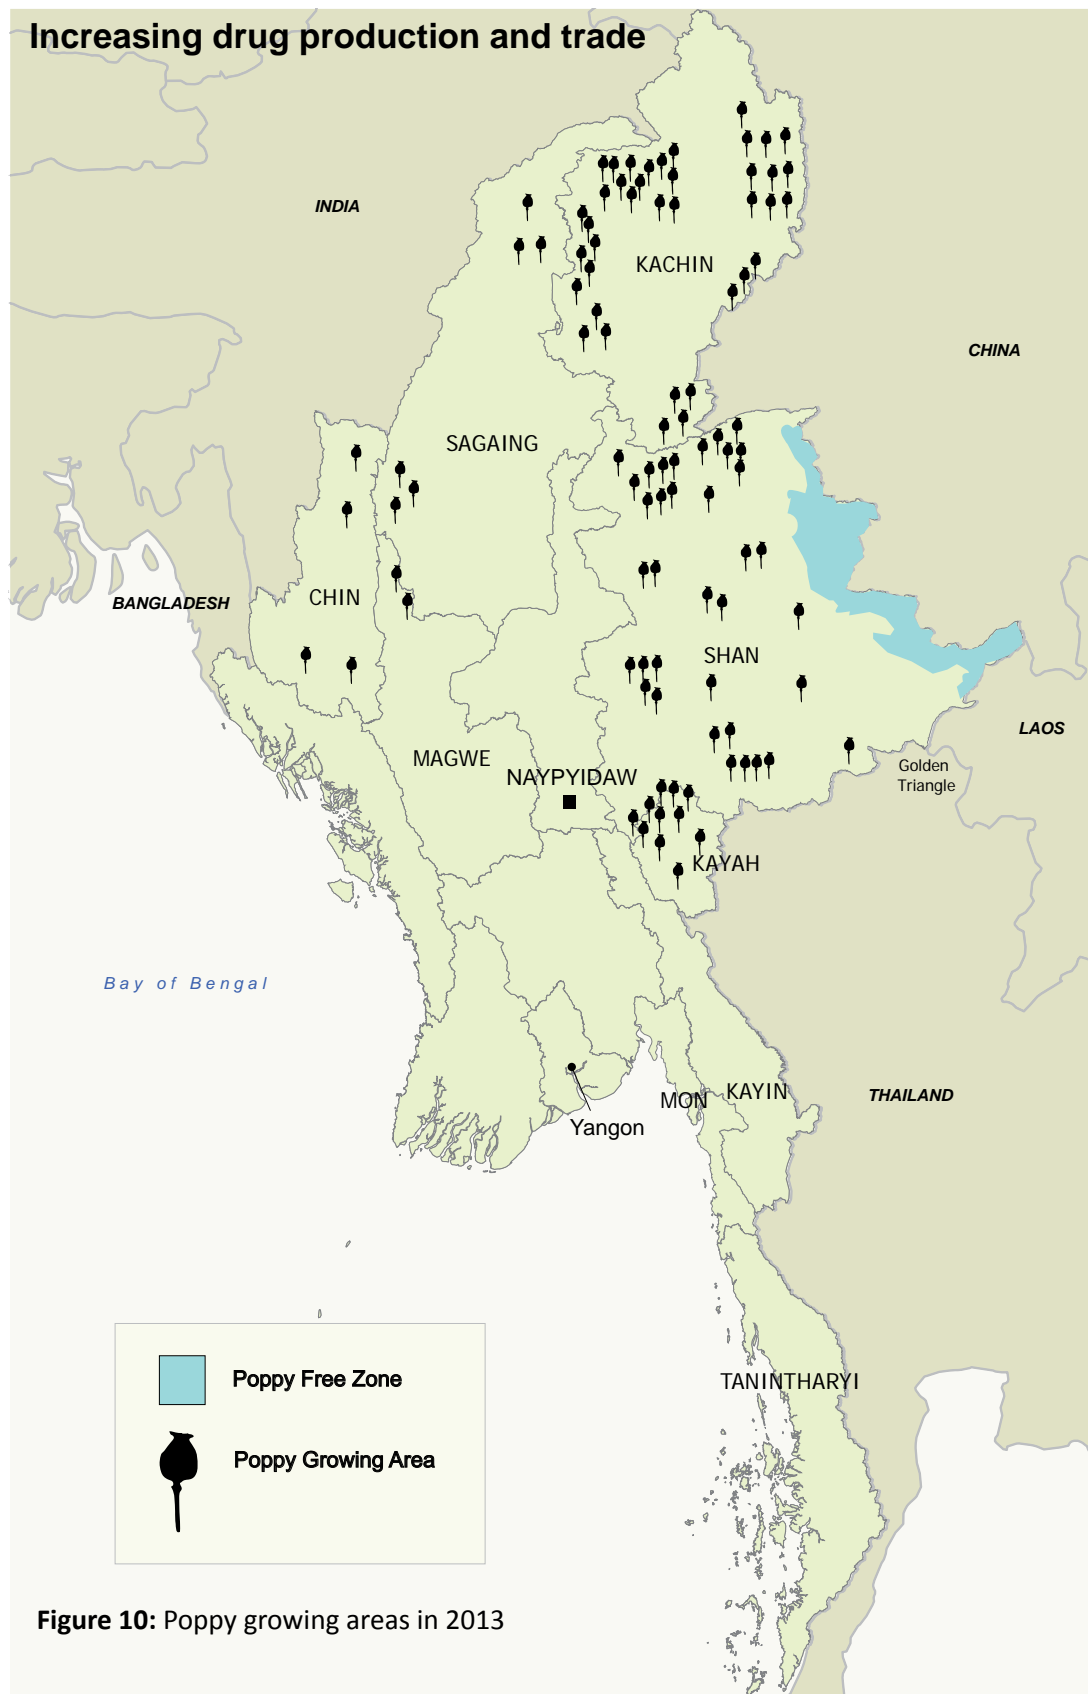 Increasing drug production and trade
INDIA
KACHIN
CHINA
SAGAING
BANGLADESH
CHIN
SHAN
LAOS
MAGWE
NAYPYIDAW
Golden
Triangle
KAYAH
Bay of Bengal
KAYIN
THAILAND
MON
Yangon
TANINTHARYI
Poppy Free Zone
Poppy Growing Area
Figure 10: Poppy growing areas in 2013